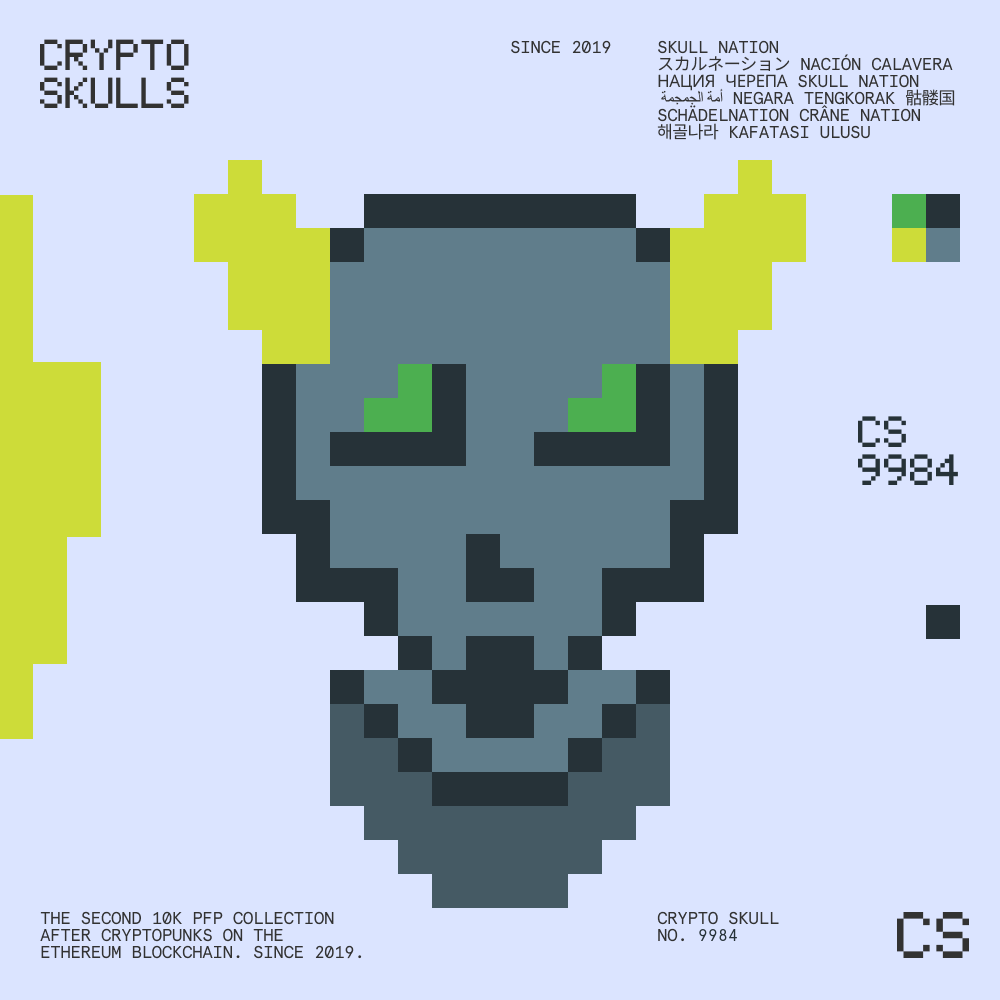 CRYPTO
SKULLS
SINCE 2019
SKULL NATION
スカルネーション NACIÓN CALAVERA
НАЦИЯ ЧЕРЕПА SKULL NATION
أمة الجمجمة NEGARA TENGKORAK 骷髅国
SCHÄDELNATION CRÂNE NATION
해골나라 KAFATASI ULUSU
CS
9984
THE SECOND 10K PFP COLLECTION
AFTER CRYPTOPUNKS ON THE
ETHEREUM BLOCKCHAIN. SINCE 2019.
CRYPTO SKULL
NO. 9984
CS